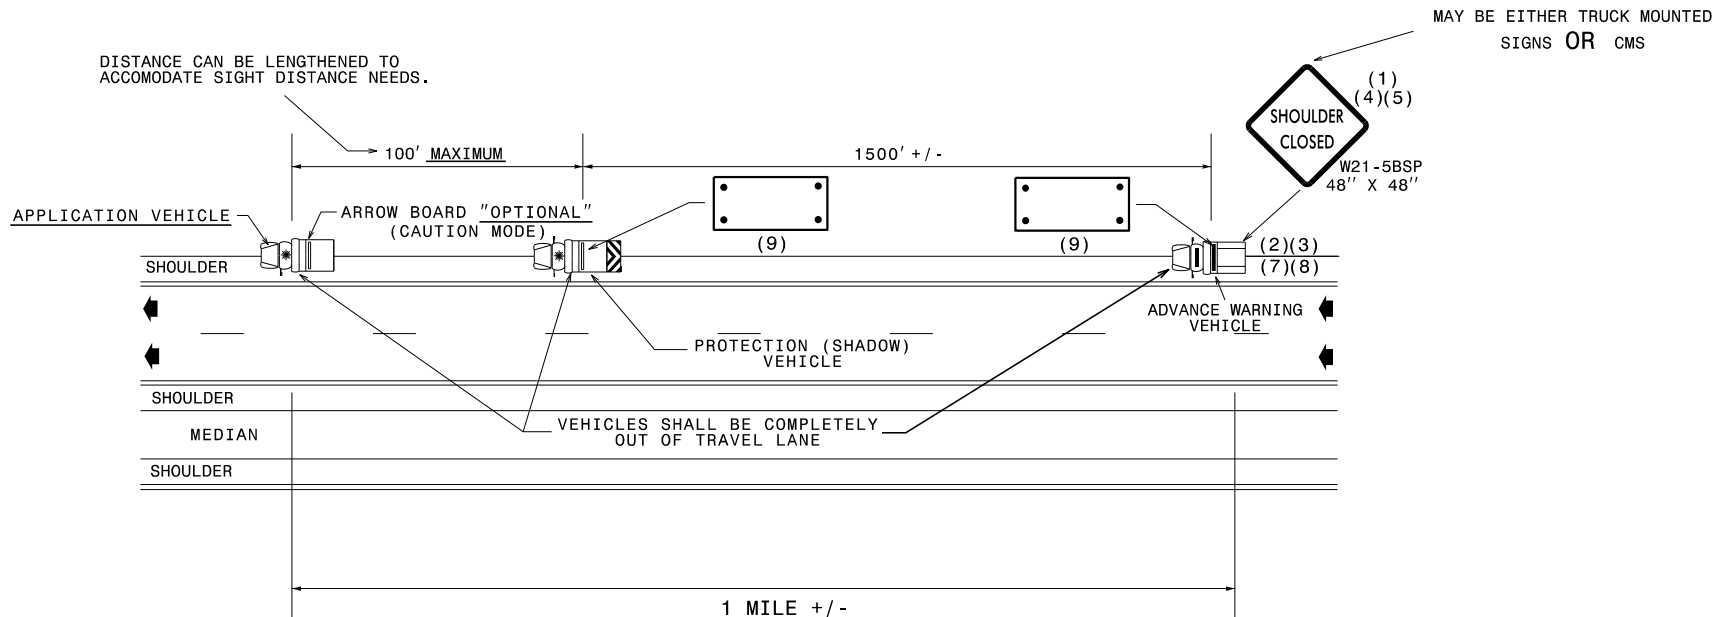 MAY BE EITHER TRUCK MOUNTED
SIGNS OR CMS
DISTANCE CAN BE LENGTHENED TO
ACCOMODATE SIGHT DISTANCE NEEDS.
(1)
(4)(5)
SHOULDER
CLOSED
W21-5BSP
48" X 48"
100' MAXIMUM
1500' +/-
APPLICATION VEHICLE
ARROW BOARD "OPTIONAL"
(CAUTION MODE)
(9)
(9)
(2)(3)
(7)(8)
SHOULDER
ADVANCE WARNING
VEHICLE
PROTECTION (SHADOW)
VEHICLE
SHOULDER
VEHICLES SHALL BE COMPLETELY
OUT OF TRAVEL LANE
MEDIAN
SHOULDER
1 MILE +/-